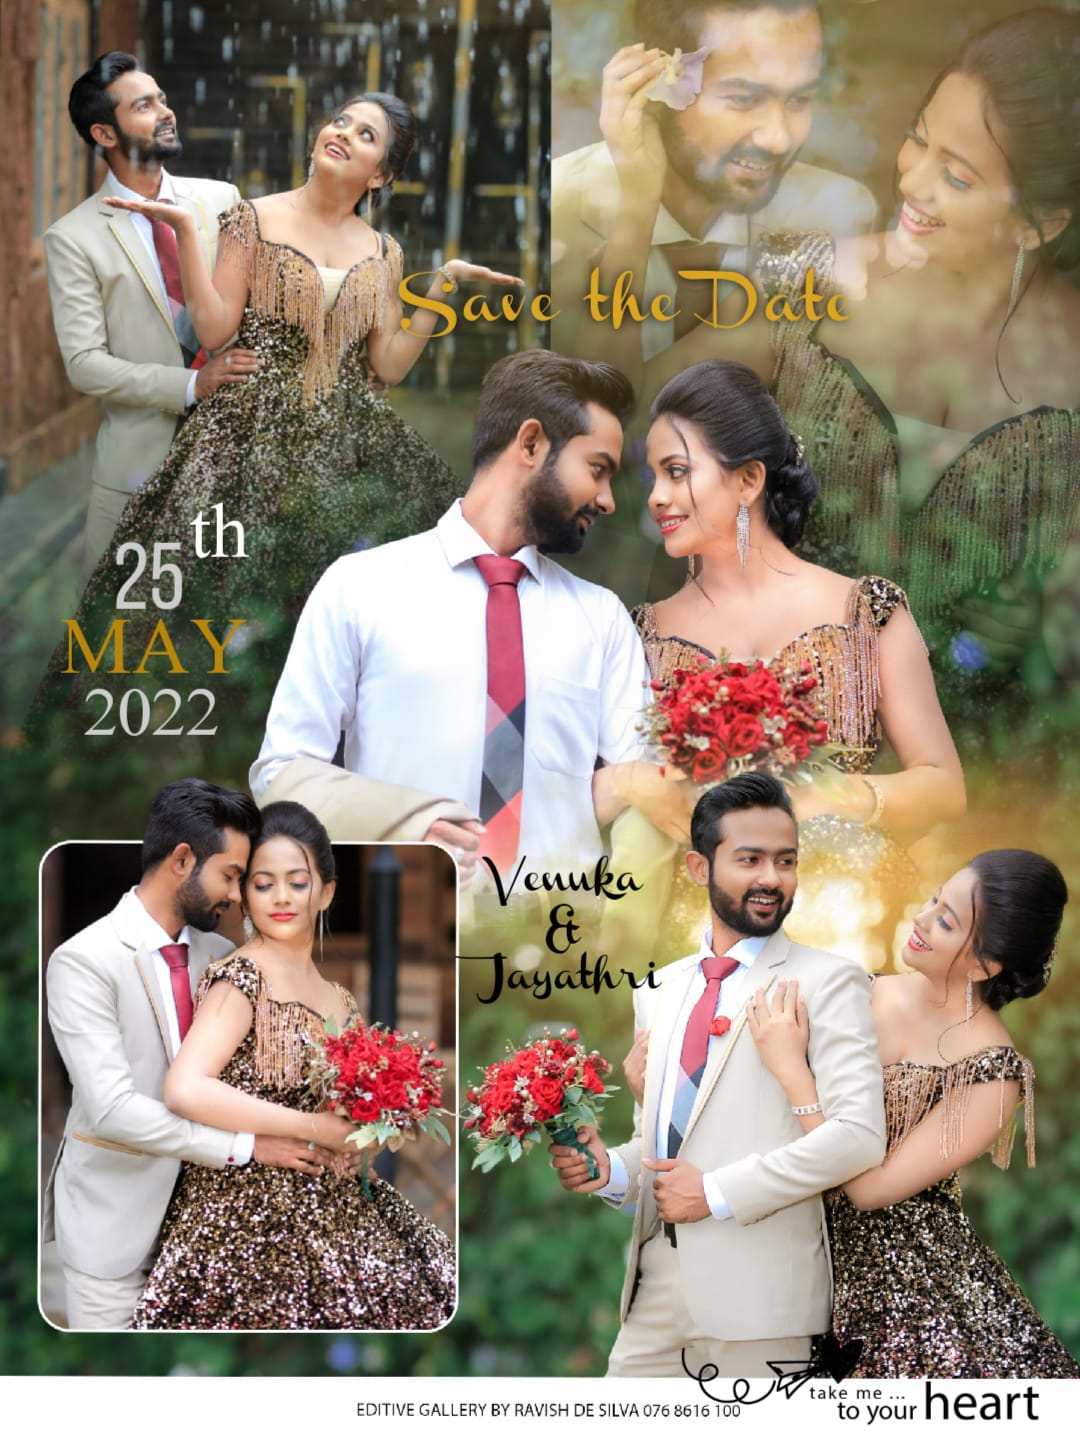 Save the Date
25th
MAY
2022
Venuka
&
Jayathri
EDITIVE GALLERY BY RAVISH DE SILVA 076 8616 100
take me ...
to your heart